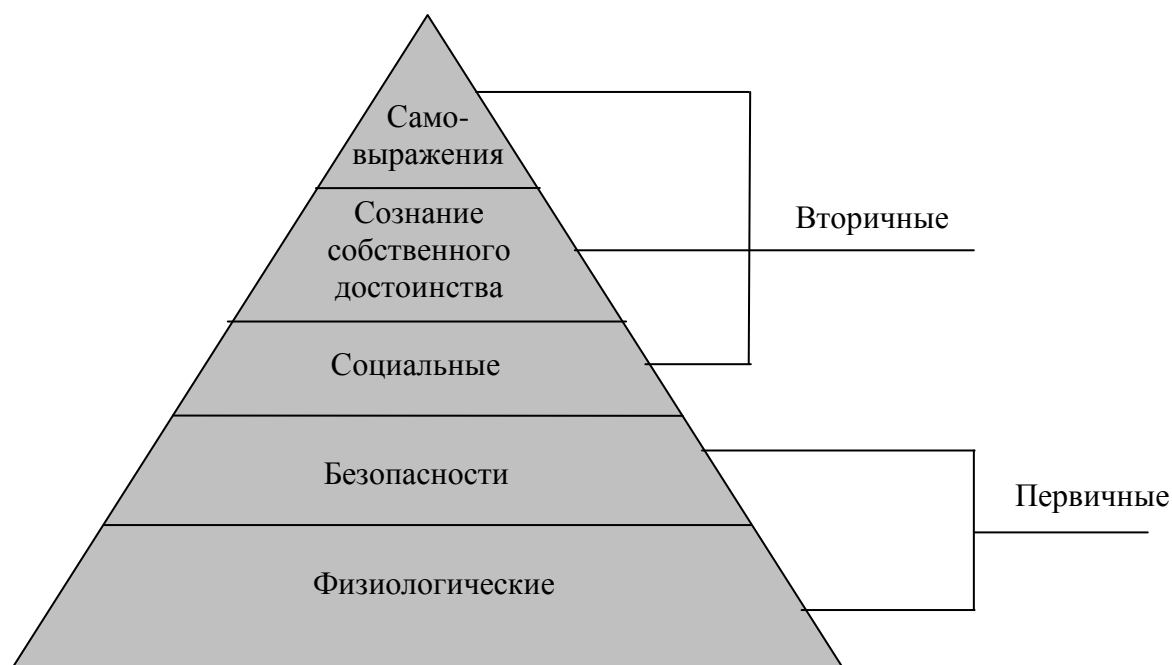 Само-
выражения
Сознание
собственного
достоинства
Вторичные
Социальные
Безопасности
Первичные
Физиологические